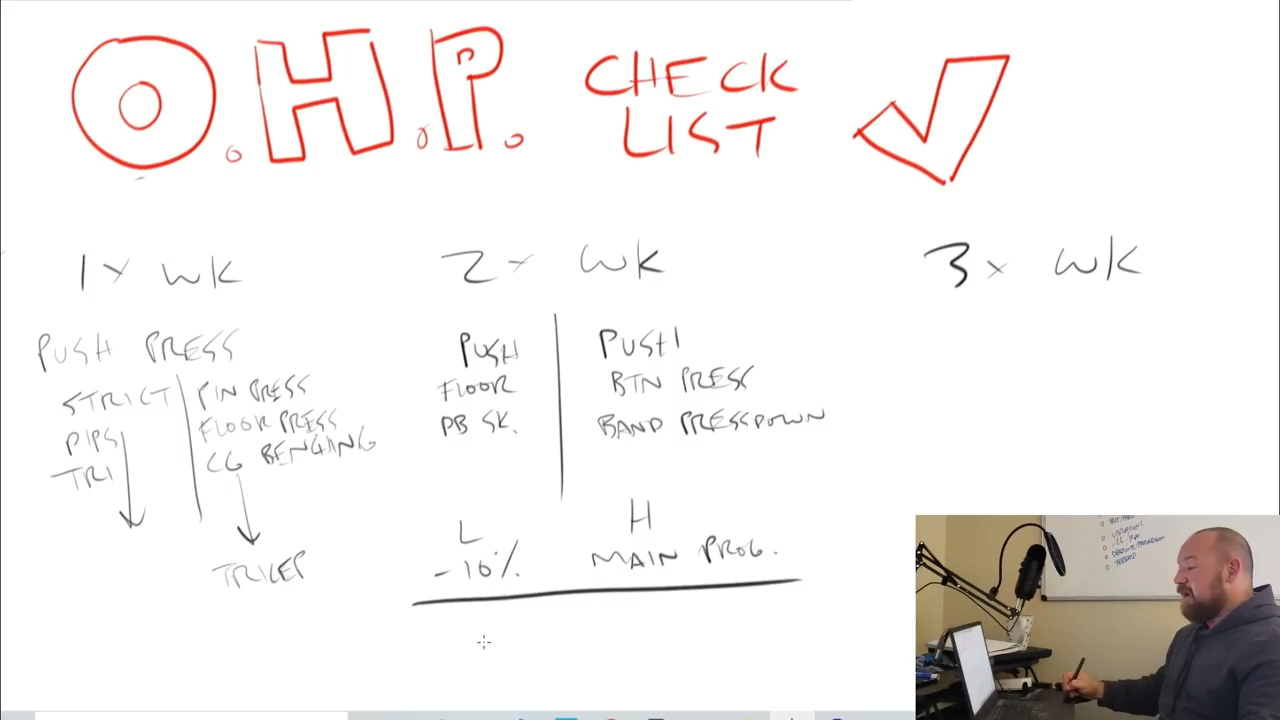 O.H.P. CHECK
LIST
1x WK
PUSH PRESS
STRICT
PIPS
TRI
PIN PRESS
FLOOR PRESS
CG BENCHING
TRICEP
2x WK
PUSH
FLOOR
PB SK.
L
-10%
PUSH
BTN PRESS
BAND PRESSDOWN
H
MAIN PROG.
3x WK
VARIATIONS